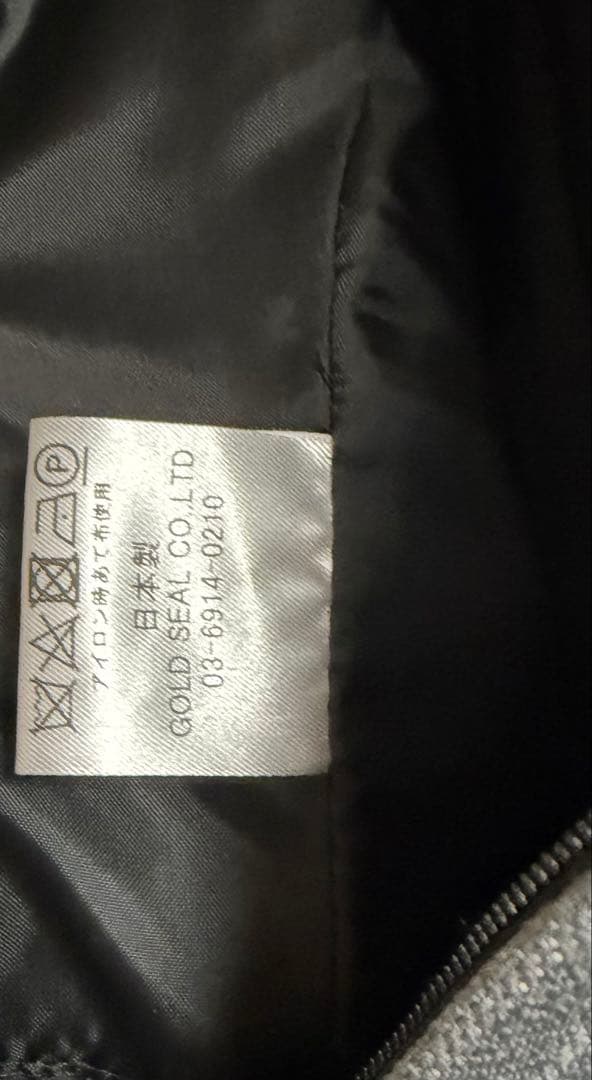 P
アイロン時あて布使用
日本製
GOLD SEAL CO.,LTD
03-6914-0210